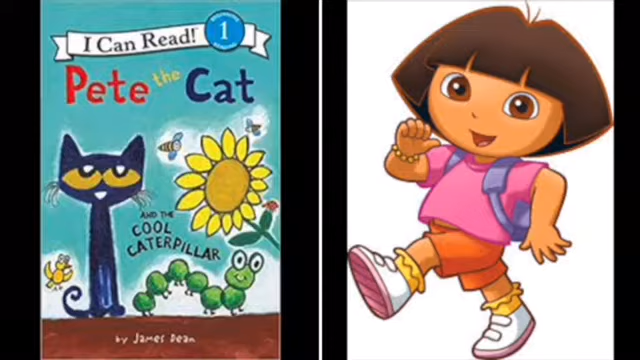 I Can Read!
1
Pete the Cat
AND THE
COOL
CATERPILLAR
by James Dean